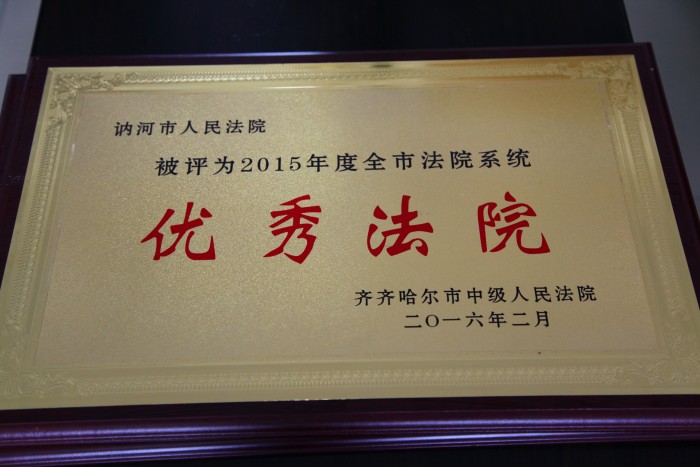 讷河市人民法院
被评为2015年度全市法院系统
优秀法院
齐齐哈尔市中级人民法院
二〇一六年二月